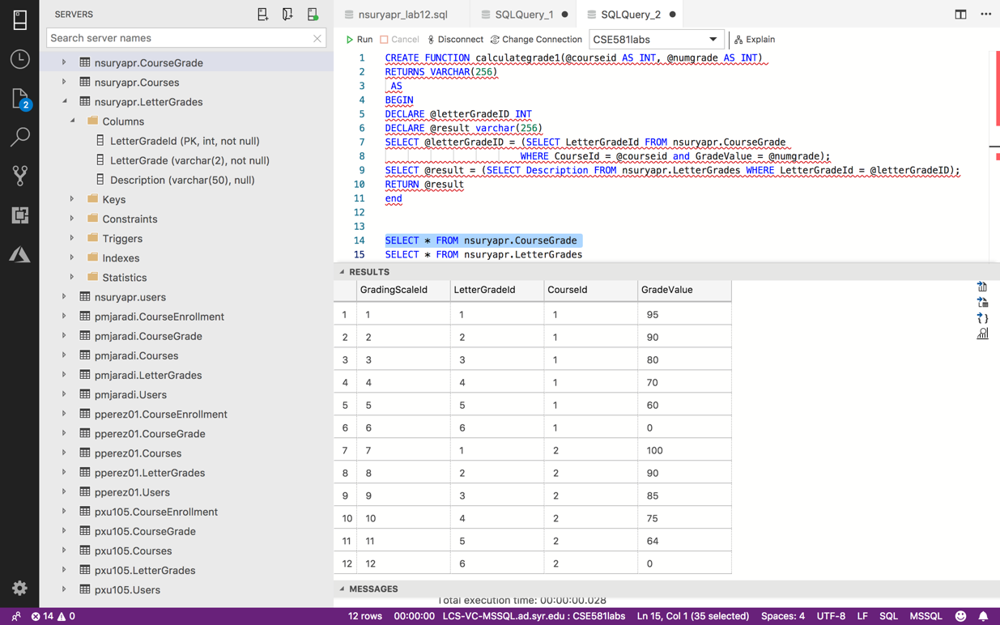 SERVERS
Search server names
nsuryapr.CourseGrade
nsuryapr.Courses
nsuryapr.LetterGrades
Columns
LetterGradeId (PK, int, not null)
LetterGrade (varchar(2), not null)
Description (varchar(50), null)
Keys
Constraints
Triggers
Indexes
Statistics
nsuryapr.users
pmjaradi.CourseEnrollment
pmjaradi.CourseGrade
pmjaradi.Courses
pmjaradi.LetterGrades
pmjaradi.Users
pperez01.CourseEnrollment
pperez01.CourseGrade
pperez01.Courses
pperez01.LetterGrades
pperez01.Users
pxu105.CourseEnrollment
pxu105.CourseGrade
pxu105.Courses
pxu105.LetterGrades
pxu105.Users
2
nsuryapr_lab12.sql SQLQuery_1 SQLQuery_2
Run Cancel Disconnect Change Connection CSE581labs Explain
1 CREATE FUNCTION calculategrade1(@courseid AS INT, @numgrade AS INT)
2 RETURNS VARCHAR(256)
3 AS
4 BEGIN
5 DECLARE @letterGradeID INT
6 DECLARE @result varchar(256)
7 SELECT @letterGradeID = (SELECT LetterGradeId FROM nsuryapr.CourseGrade
8 WHERE CourseId = @courseid and GradeValue = @numgrade);
9 SELECT @result = (SELECT Description FROM nsuryapr.LetterGrades WHERE LetterGradeId = @letterGradeID);
10 RETURN @result
11 end
12
13
14 SELECT * FROM nsuryapr.CourseGrade
15 SELECT * FROM nsuryapr.LetterGrades
RESULTS
GradingScaleId LetterGradeId CourseId GradeValue
1 1 1 1 95
2 2 2 1 90
3 3 3 1 80
4 4 4 1 70
5 5 5 1 60
6 6 6 1 0
7 7 1 2 100
8 8 2 2 90
9 9 3 2 85
10 10 4 2 75
11 11 5 2 64
12 12 6 2 0
MESSAGES
Total execution time: 00:00:00.028
14 0 12 rows 00:00:00 LCS-VC-MSSQL.ad.syr.edu : CSE581labs Ln 15, Col 1 (35 selected) Spaces: 4 UTF-8 LF SQL MSSQL